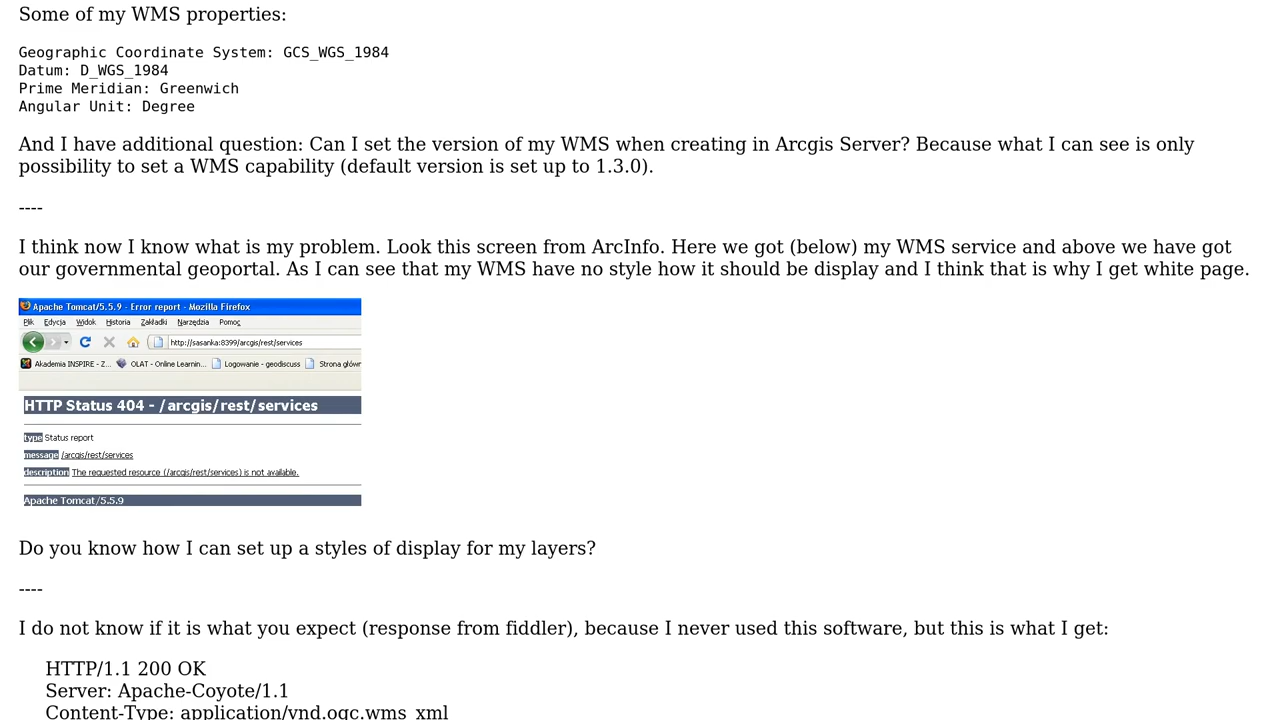 Some of my WMS properties:
Geographic Coordinate System: GCS_WGS_1984
Datum: D_WGS_1984
Prime Meridian: Greenwich
Angular Unit: Degree
And I have additional question: Can I set the version of my WMS when creating in Arcgis Server? Because what I can see is only
possibility to set a WMS capability (default version is set up to 1.3.0).
----
I think now I know what is my problem. Look this screen from ArcInfo. Here we got (below) my WMS service and above we have got
our governmental geoportal. As I can see that my WMS have no style how it should be display and I think that is why I get white page.
Apache Tomcat/5.5.9 - Error report - Mozilla Firefox
Plik Edycja Widok Historia Zakładki Narzędzia Pomoc
http://sasanka:8399/arcgis/rest/services
Akademia INSPIRE - Z... OLAT - Online Learnin... Logowanie - geodiscuss Strona główn
HTTP Status 404 - /arcgis/rest/services
type Status report
message /arcgis/rest/services
description The requested resource (/arcgis/rest/services) is not available.
Apache Tomcat/5.5.9
Do you know how I can set up a styles of display for my layers?
----
I do not know if it is what you expect (response from fiddler), because I never used this software, but this is what I get:
HTTP/1.1 200 OK
Server: Apache-Coyote/1.1
Content-Type: application/vnd.ogc.wms_xml